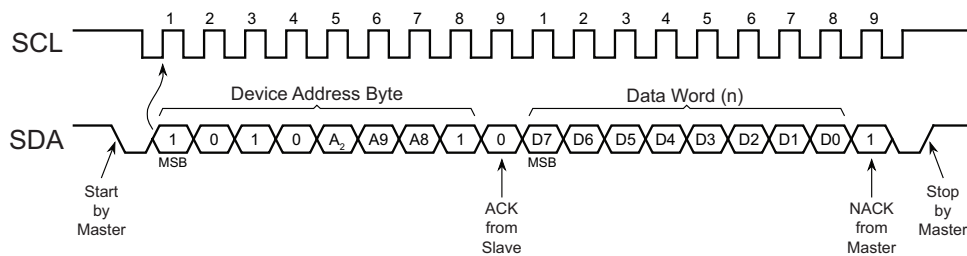 1 2 3 4 5 6 7 8 9 1 2 3 4 5 6 7 8 9
SCL
Device Address Byte Data Word (n)
SDA 1 0 1 0 A2 A9 A8 1 0 D7 D6 D5 D4 D3 D2 D1 D0 1
MSB MSB
Start
by
Master
ACK
from
Slave
NACK
from
Master
Stop
by
Master